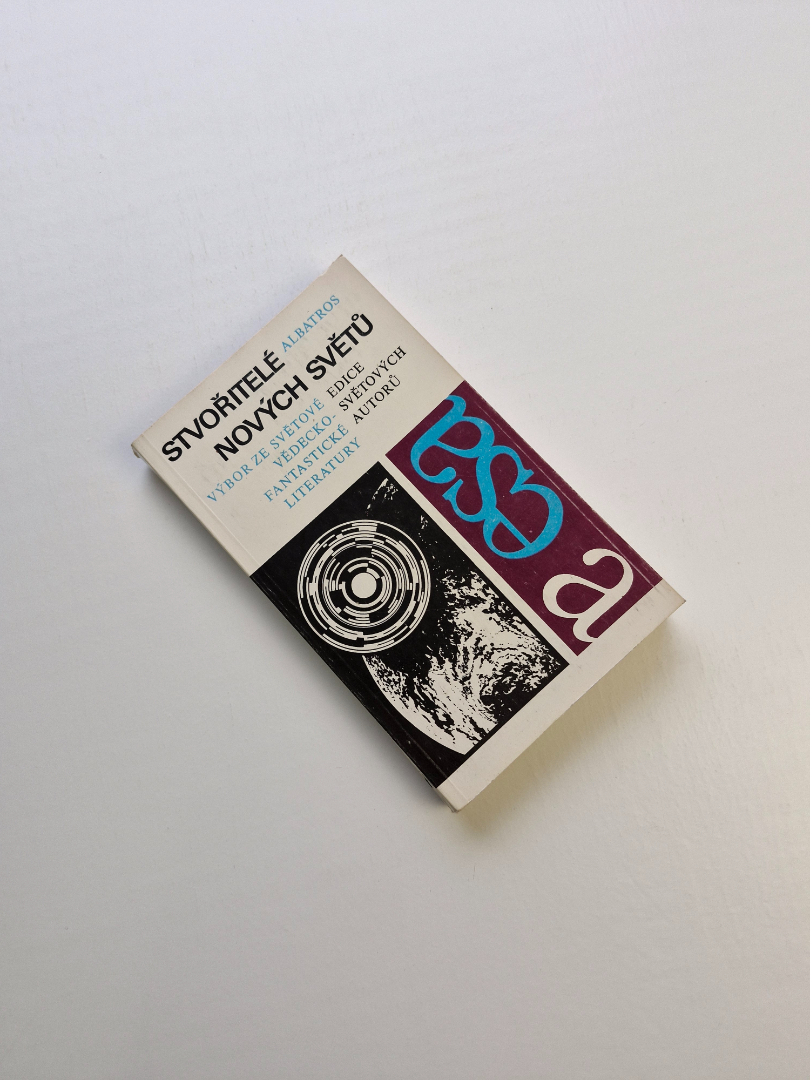 STVOŘITELÉ ALBATROS
NOVÝCH SVĚTŮ
VÝBOR ZE SVĚTOVÉ
VĚDECKO-
FANTASTICKÉ
LITERATURY
EDICE
SVĚTOVÝCH
AUTORŮ
esa
a